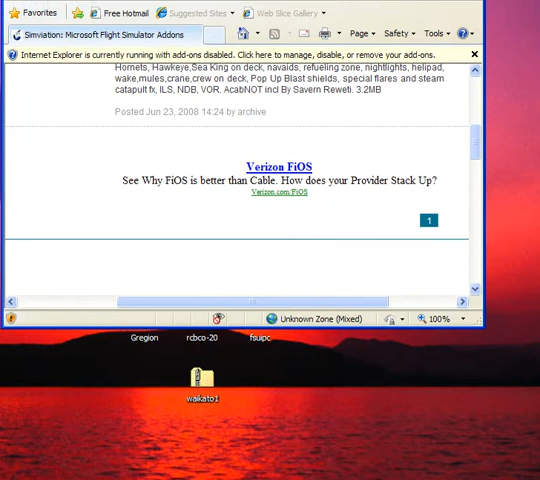 Favorites Free Hotmail Suggested Sites Web Slice Gallery
Simviation: Microsoft Flight Simulator Addons Page Safety Tools
Internet Explorer is currently running with add-ons disabled. Click here to manage, disable, or remove your add-ons.
Hornets, Hawkeye,Sea King on deck, navaids, refueling zone, nightlights, helipad,
wake,mules,crane,crew on deck, Pop Up Blast shields, special flares and steam
catapult fx, ILS, NDB, VOR. AcabNOT incl By Savern Reweti. 3.2MB
Posted Jun 23, 2008 14:24 by archive
Verizon FiOS
See Why FiOS is better than Cable. How does your Provider Stack Up?
Verizon.com/FiOS
1
Unknown Zone (Mixed) 100%
Gregion rcbco-20 fsuipc
waikato1